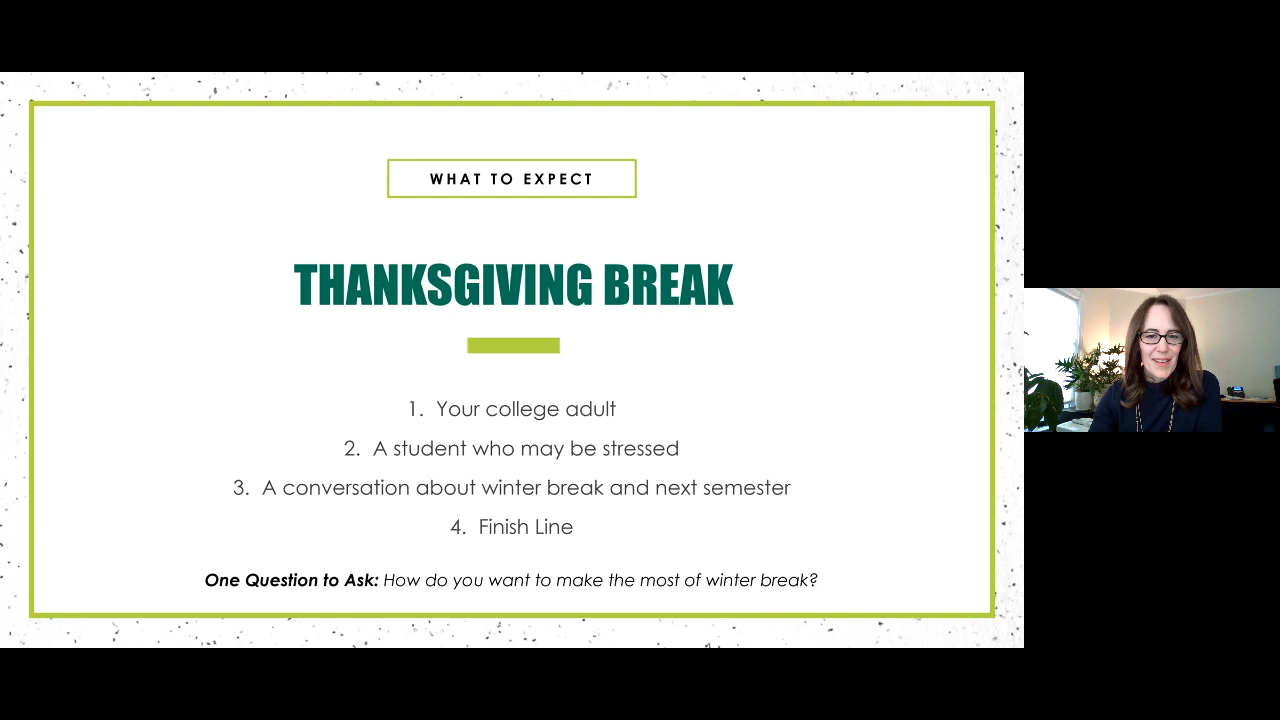 WHAT TO EXPECT
THANKSGIVING BREAK
1. Your college adult
2. A student who may be stressed
3. A conversation about winter break and next semester
4. Finish Line
One Question to Ask: How do you want to make the most of winter break?